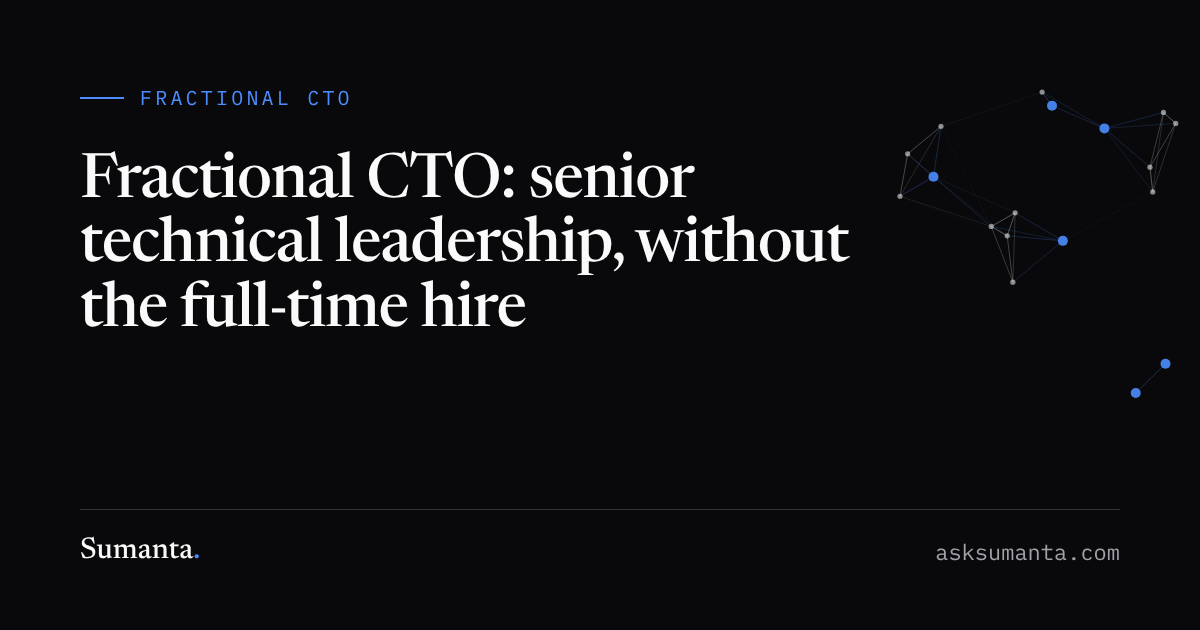 FRACTIONAL CTO
Fractional CTO: senior
technical leadership, without
the full-time hire
Sumanta.
asksumanta.com